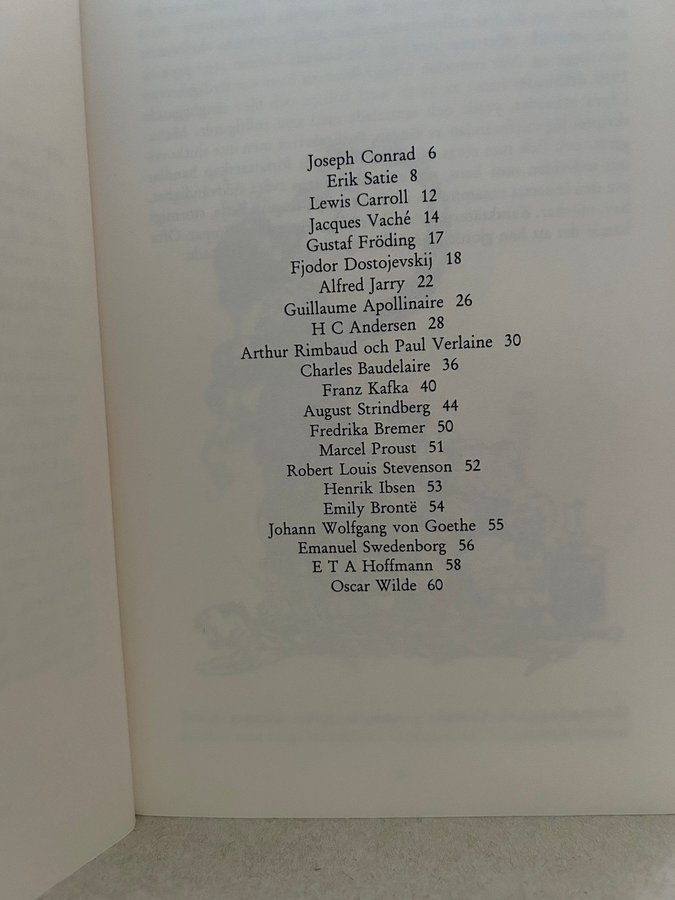 Joseph Conrad 6
Erik Satie 8
Lewis Carroll 12
Jacques Vaché 14
Gustaf Fröding 17
Fjodor Dostojevskij 18
Alfred Jarry 22
Guillaume Apollinaire 26
H C Andersen 28
Arthur Rimbaud och Paul Verlaine 30
Charles Baudelaire 36
Franz Kafka 40
August Strindberg 44
Fredrika Bremer 50
Marcel Proust 51
Robert Louis Stevenson 52
Henrik Ibsen 53
Emily Brontë 54
Johann Wolfgang von Goethe 55
Emanuel Swedenborg 56
E T A Hoffmann 58
Oscar Wilde 60